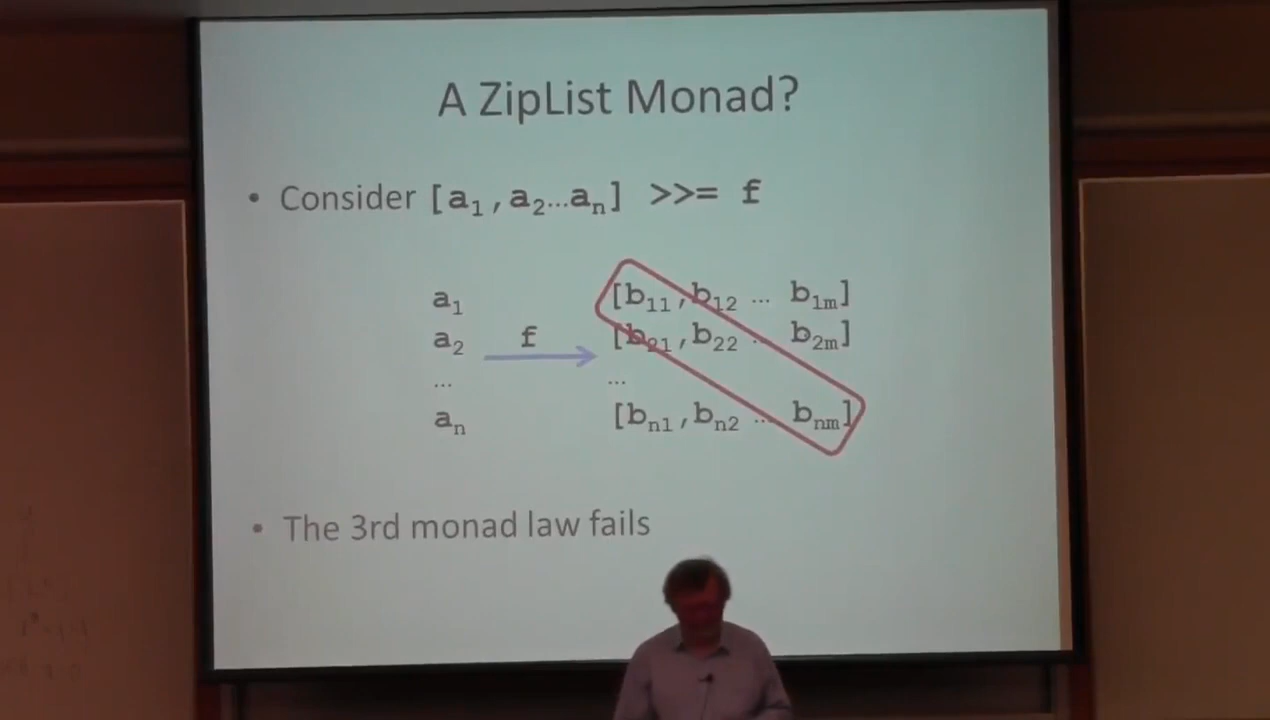 A ZipList Monad?
• Consider [a₁,a₂…aₙ] >>= f
a₁ [b₁₁,b₁₂ … b₁ₘ]
a₂ f [b₂₁,b₂₂ … b₂ₘ]
… …
aₙ [bₙ₁,bₙ₂ … bₙₘ]
• The 3rd monad law fails